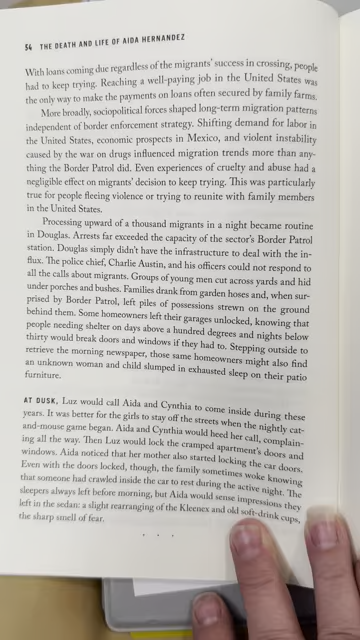 54 THE DEATH AND LIFE OF AIDA HERNANDEZ
With loans coming due regardless of the migrants' success in crossing, people
had to keep trying. Reaching a well-paying job in the United States was
the only way to make the payments on loans often secured by family farms.
More broadly, sociopolitical forces shaped long-term migration patterns
independent of border enforcement strategy. Shifting demand for labor in
the United States, economic prospects in Mexico, and violent instability
caused by the war on drugs influenced migration trends more than any-
thing the Border Patrol did. Even experiences of cruelty and abuse had a
negligible effect on migrants' decision to keep trying. This was particularly
true for people fleeing violence or trying to reunite with family members
in the United States.
Processing upward of a thousand migrants in a night became routine
in Douglas. Arrests far exceeded the capacity of the sector's Border Patrol
station. Douglas simply didn't have the infrastructure to deal with the in-
flux. The police chief, Charlie Austin, and his officers could not respond to
all the calls about migrants. Groups of young men cut across yards and hid
under porches and bushes. Families drank from garden hoses and, when sur-
prised by Border Patrol, left piles of possessions strewn on the ground
behind them. Some homeowners left their garages unlocked, knowing that
people needing shelter on days above a hundred degrees and nights below
thirty would break doors and windows if they had to. Stepping outside to
retrieve the morning newspaper, those same homeowners might also find
an unknown woman and child slumped in exhausted sleep on their patio
furniture.
AT DUSK, Luz would call Aida and Cynthia to come inside during these
years. It was better for the girls to stay off the streets when the nightly cat-
and-mouse game began. Aida and Cynthia would heed her call, complain-
ing all the way. Then Luz would lock the cramped apartment's doors and
windows. Aida noticed that her mother also started locking the car doors.
Even with the doors locked, though, the family sometimes woke knowing
that someone had crawled inside the car to rest during the active night. The
sleepers always left before morning, but Aida would sense impressions they
left in the sedan: a slight rearranging of the Kleenex and old soft-drink cups,
the sharp smell of fear.
. . .